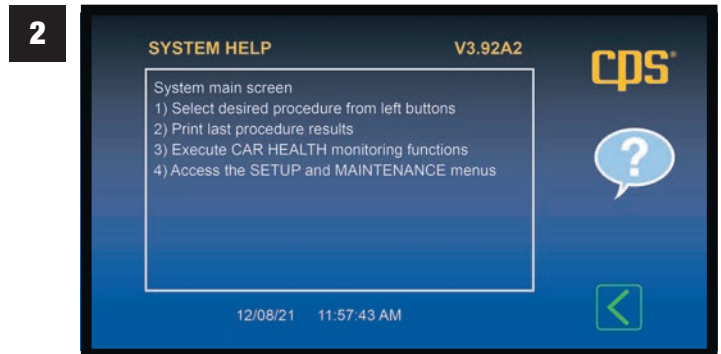 2
SYSTEM HELP V3.92A2
cps®
System main screen
1) Select desired procedure from left buttons
2) Print last procedure results
3) Execute CAR HEALTH monitoring functions
4) Access the SETUP and MAINTENANCE menus
?
12/08/21 11:57:43 AM